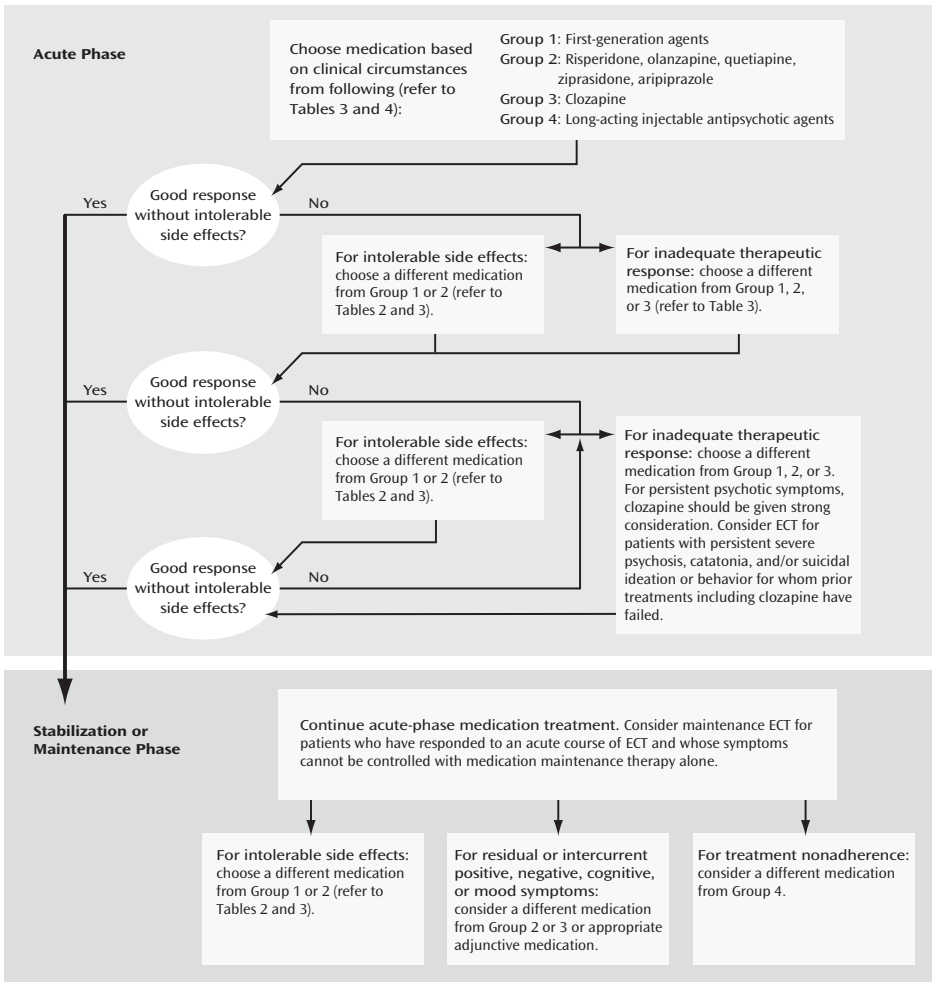 Acute Phase
Choose medication based
on clinical circumstances
from following (refer to
Tables 3 and 4):
Group 1: First-generation agents
Group 2: Risperidone, olanzapine, quetiapine,
ziprasidone, aripiprazole
Group 3: Clozapine
Group 4: Long-acting injectable antipsychotic agents
Good response
without intolerable
side effects?
Yes
No
For intolerable side effects:
choose a different medication
from Group 1 or 2 (refer to
Tables 2 and 3).
For inadequate therapeutic
response: choose a different
medication from Group 1, 2,
or 3 (refer to Table 3).
Good response
without intolerable
side effects?
Yes
No
For intolerable side effects:
choose a different medication
from Group 1 or 2 (refer to
Tables 2 and 3).
For inadequate therapeutic
response: choose a different
medication from Group 1, 2, or 3.
For persistent psychotic symptoms,
clozapine should be given strong
consideration. Consider ECT for
patients with persistent severe
psychosis, catatonia, and/or suicidal
ideation or behavior for whom prior
treatments including clozapine have
failed.
Good response
without intolerable
side effects?
Yes
No
Stabilization or
Maintenance Phase
Continue acute-phase medication treatment. Consider maintenance ECT for
patients who have responded to an acute course of ECT and whose symptoms
cannot be controlled with medication maintenance therapy alone.
For intolerable side effects:
choose a different medication
from Group 1 or 2 (refer to
Tables 2 and 3).
For residual or intercurrent
positive, negative, cognitive,
or mood symptoms:
consider a different medication
from Group 2 or 3 or appropriate
adjunctive medication.
For treatment nonadherence:
consider a different medication
from Group 4.